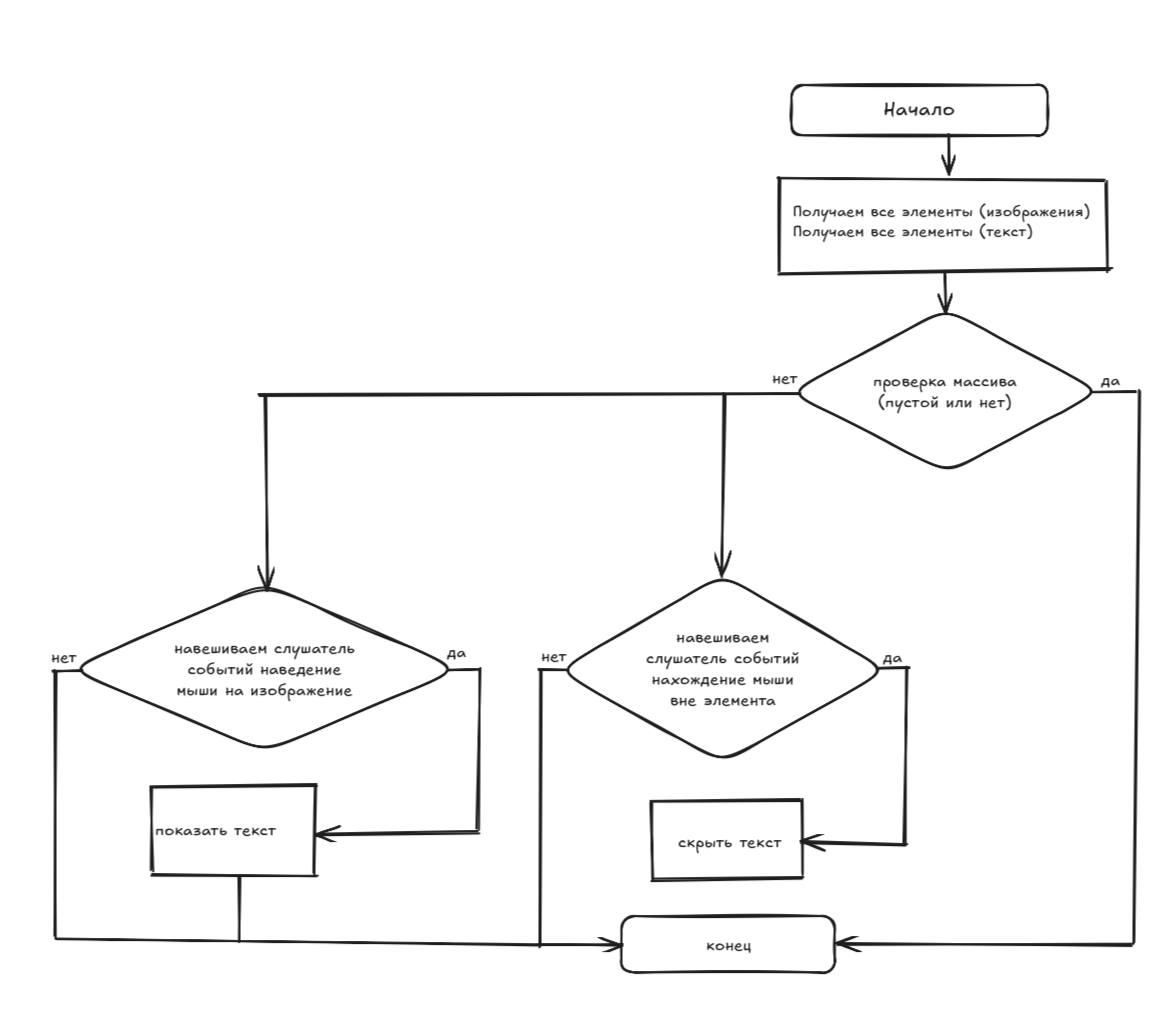 Начало
Получаем все элементы (изображения)
Получаем все элементы (текст)
нет
проверка массива
(пустой или нет)
да
нет
навешиваем слушатель
событий наведение
мыши на изображение
да
нет
навешиваем
слушатель событий
нахождение мыши
вне элемента
да
показать текст
скрыть текст
конец